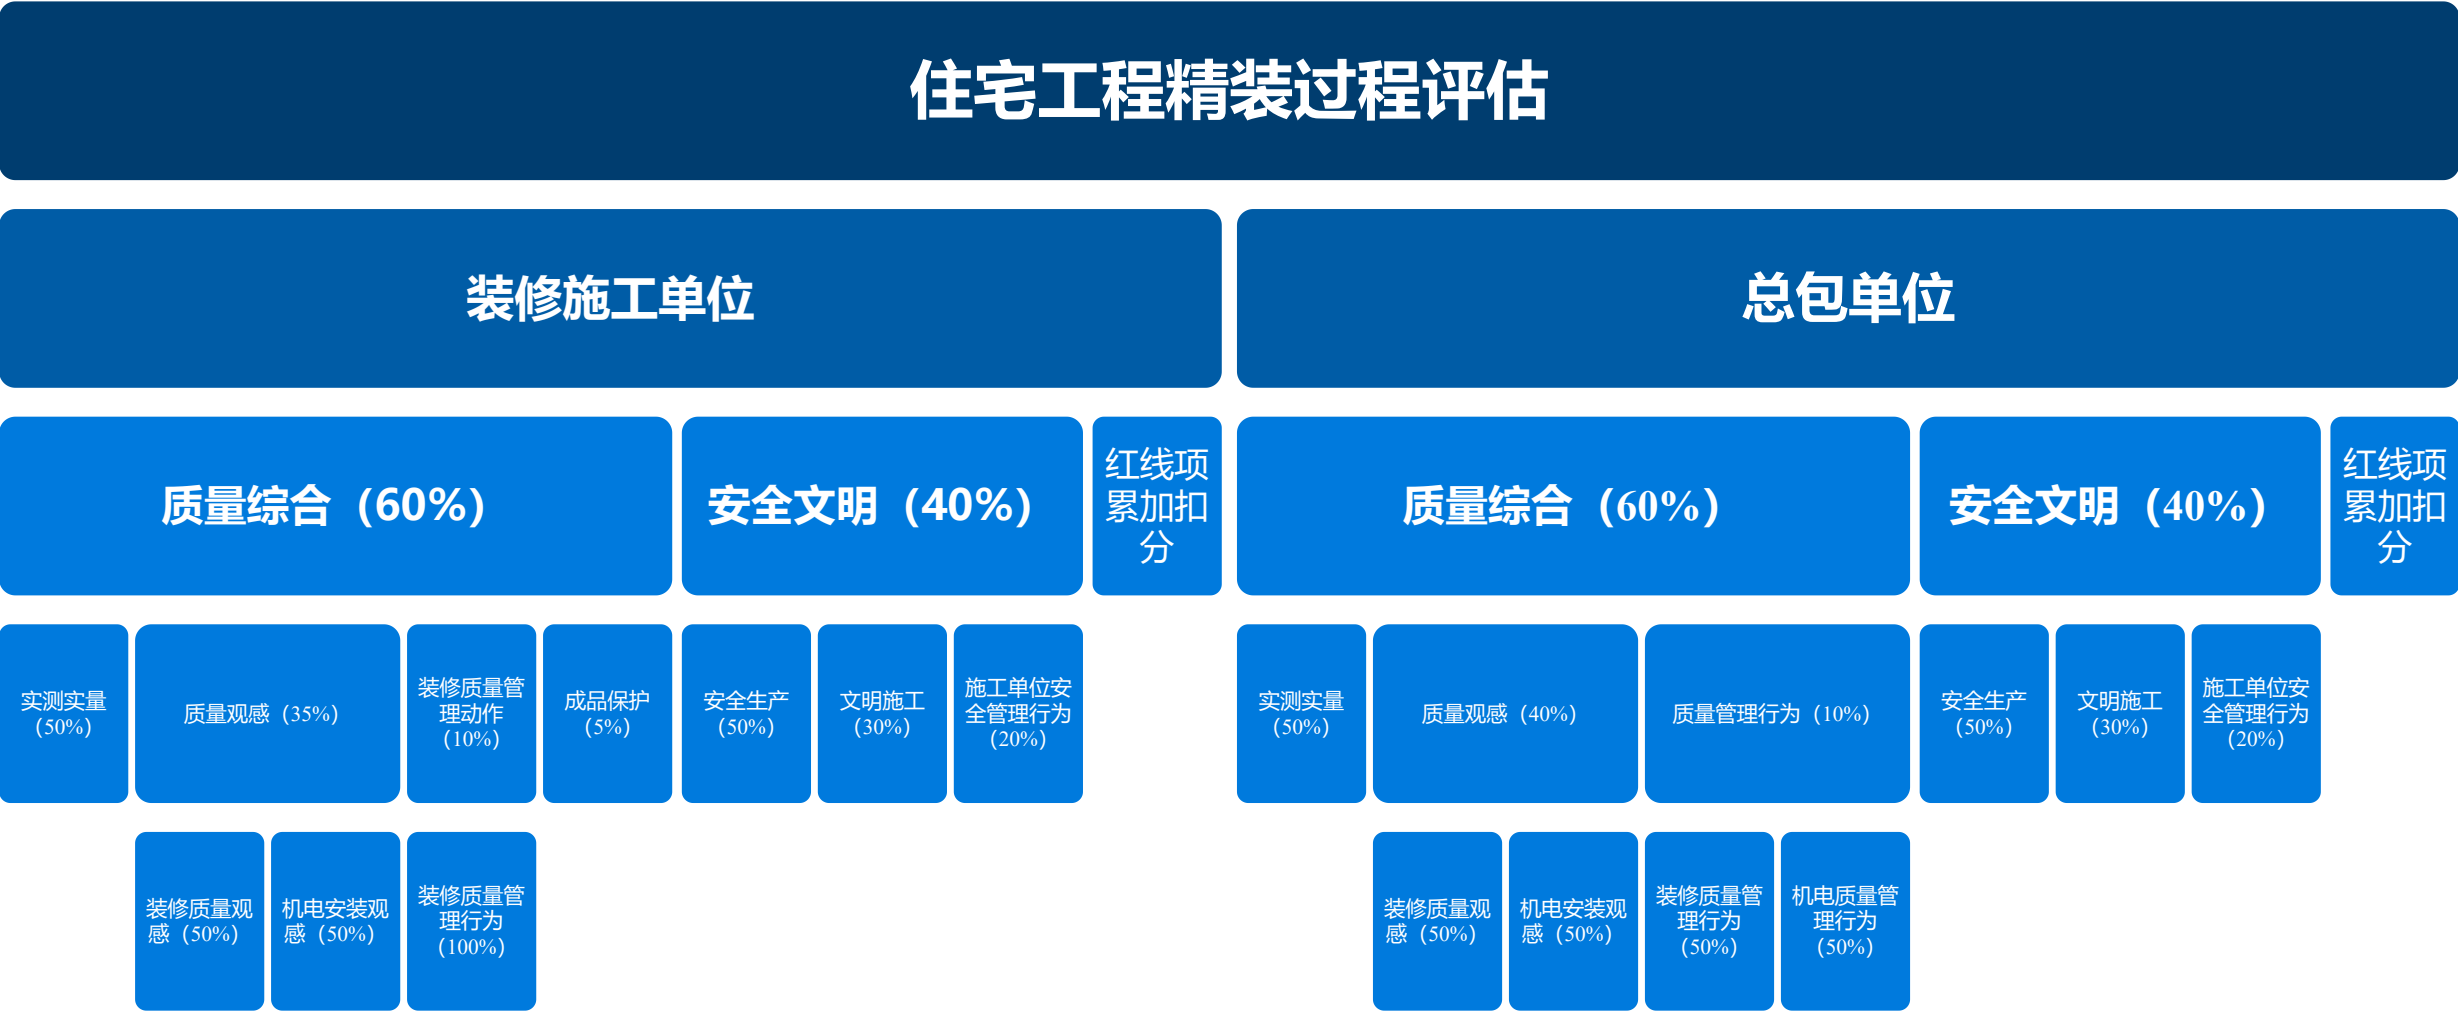 住宅工程精装过程评估
装修施工单位
总包单位
质量综合（60%）
安全文明（40%）
红线项
累加扣
分
质量综合（60%）
安全文明（40%）
红线项
累加扣
分
实测实量
（50%）
质量观感（35%）
装修质量管
理动作
（10%）
成品保护
（5%）
安全生产
（50%）
文明施工
（30%）
施工单位安
全管理行为
（20%）
实测实量
（50%）
质量观感（40%）
质量管理行为（10%）
安全生产
（50%）
文明施工
（30%）
施工单位安
全管理行为
（20%）
装修质量观
感（50%）
机电安装观
感（50%）
装修质量管
理行为
（100%）
装修质量观
感（50%）
机电安装观
感（50%）
装修质量管
理行为
（50%）
机电质量管
理行为
（50%）